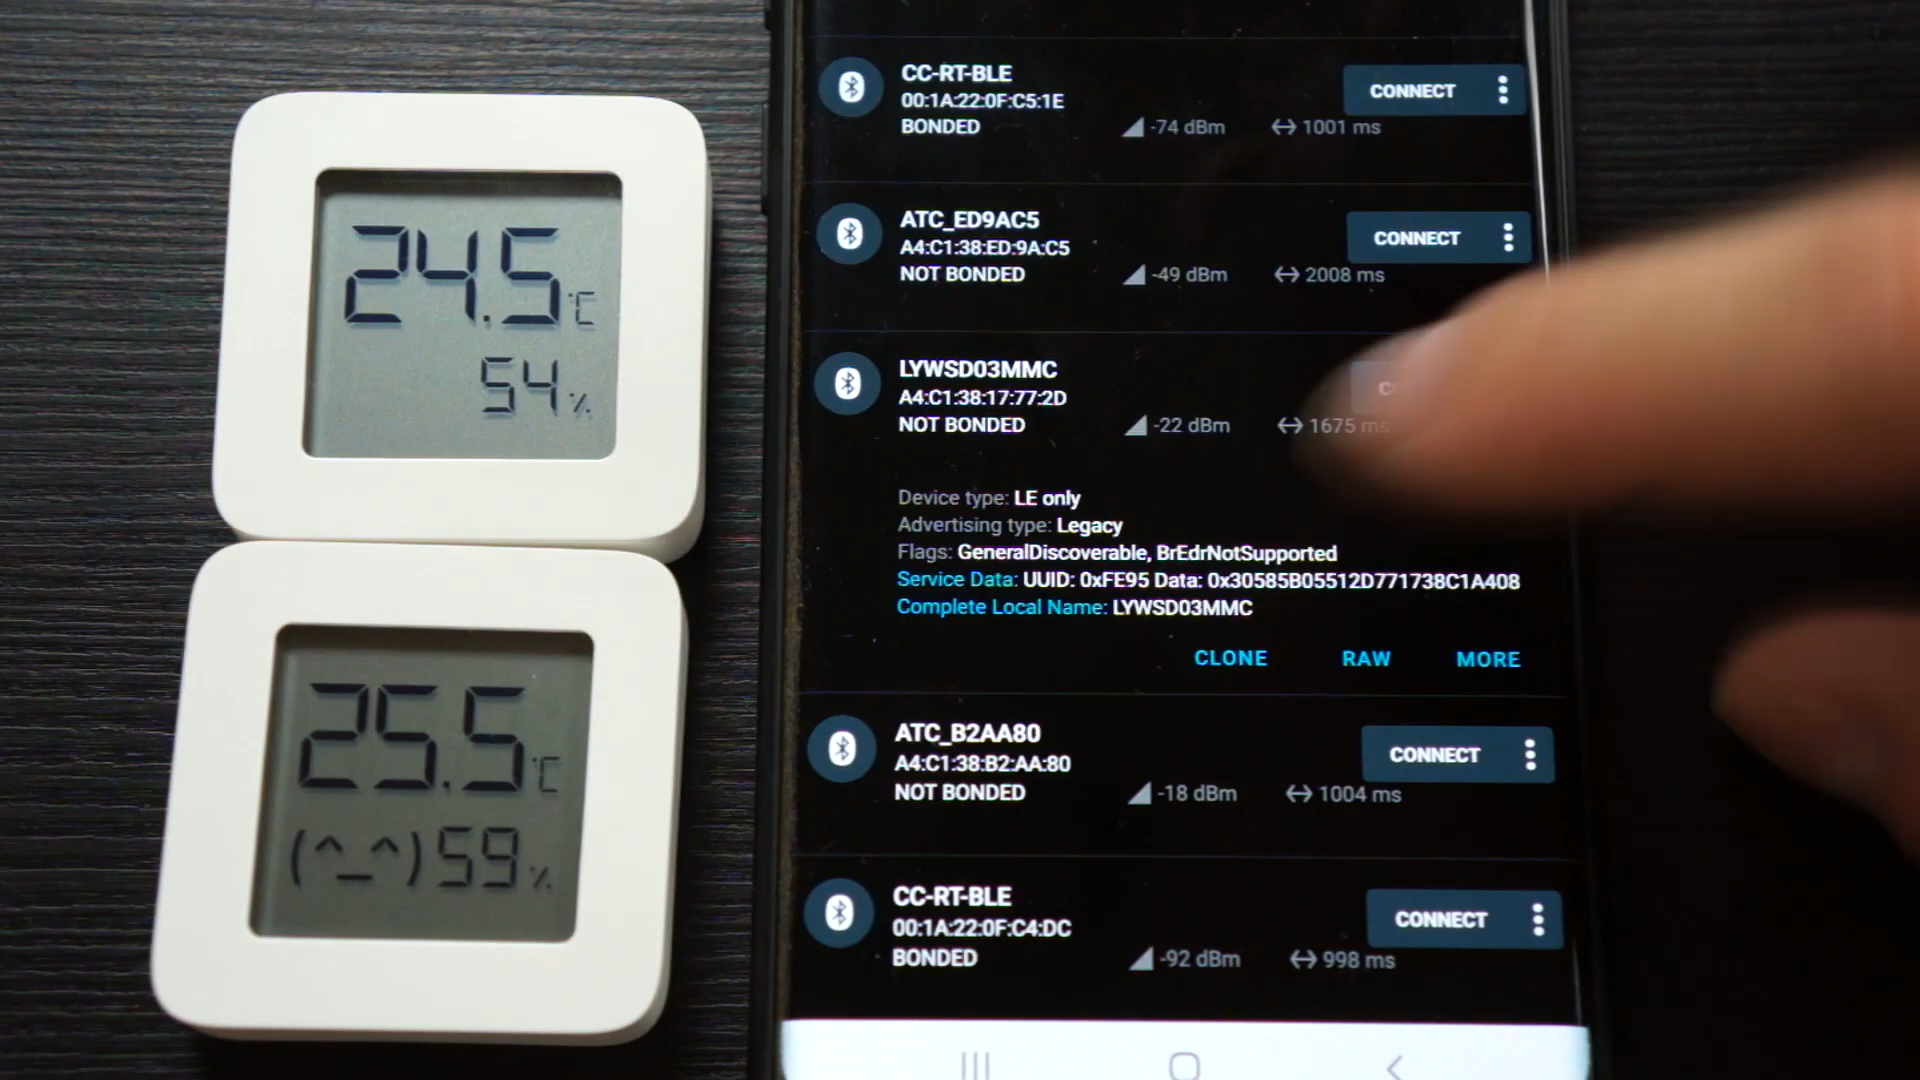 24.5°C
54%
25.5°C
(^_^) 59%
CC-RT-BLE
00:1A:22:0F:C5:1E
CONNECT
BONDED
-74 dBm
1001 ms
ATC_ED9AC5
A4:C1:38:ED:9A:C5
CONNECT
NOT BONDED
-49 dBm
2008 ms
LYWSD03MMC
A4:C1:38:17:77:2D
NOT BONDED
-22 dBm
1675 ms
Device type: LE only
Advertising type: Legacy
Flags: GeneralDiscoverable, BrEdrNotSupported
Service Data: UUID: 0xFE95 Data: 0x30585B05512D771738C1A408
Complete Local Name: LYWSD03MMC
CLONE
RAW
MORE
ATC_B2AA80
A4:C1:38:B2:AA:80
CONNECT
NOT BONDED
-18 dBm
1004 ms
CC-RT-BLE
00:1A:22:0F:C4:DC
CONNECT
BONDED
-92 dBm
998 ms